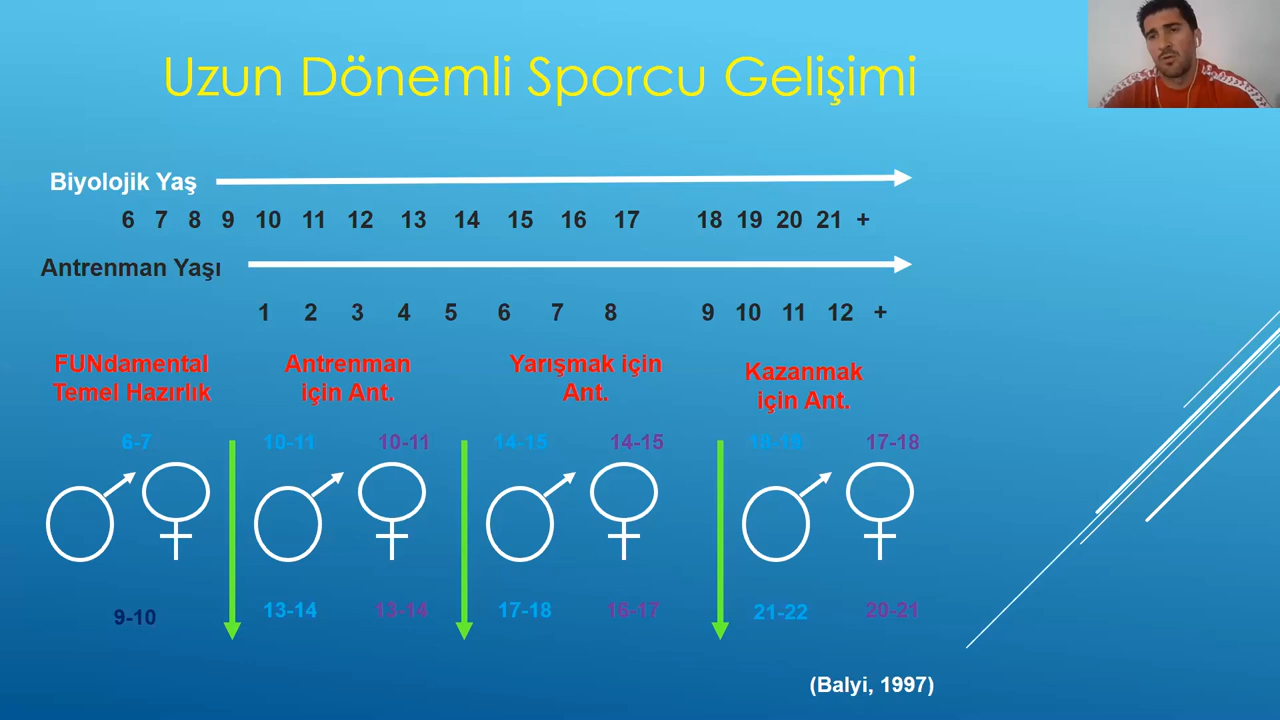 Uzun Dönemli Sporcu Gelişimi
Biyolojik Yaş
6 7 8 9 10 11 12 13 14 15 16 17 18 19 20 21 +
Antrenman Yaşı
1 2 3 4 5 6 7 8 9 10 11 12 +
FUNdamental
Temel Hazırlık
Antrenman
için Ant.
Yarışmak için
Ant.
Kazanmak
için Ant.
6-7 10-11 10-11 14-15 14-15 18-19 17-18
9-10 13-14 13-14 17-18 16-17 21-22 20-21
(Balyi, 1997)